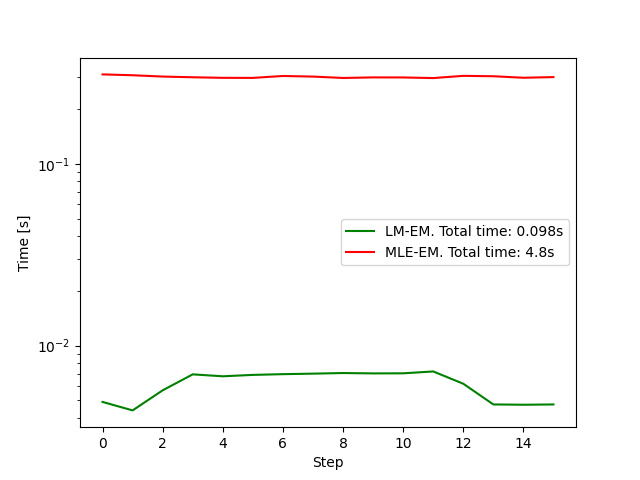 10⁻¹
10⁻²
Time [s]
LM-EM. Total time: 0.098s
MLE-EM. Total time: 4.8s
0 2 4 6 8 10 12 14
Step